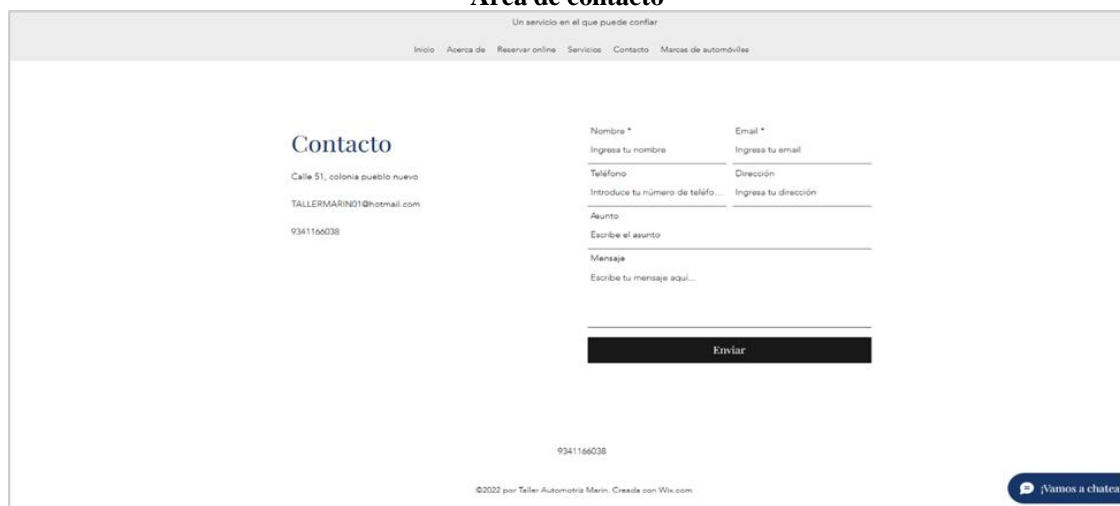 Área de contacto
Un servicio en el que puede confiar
Inicio Acerca de Reservar online Servicios Contacto Marcas de automóviles
Contacto
Calle 51, colonia pueblo nuevo
TALLERMARIN01@hotmail.com
9341166038
Nombre * Email *
Ingresa tu nombre Ingresa tu email
Teléfono Dirección
Introduce tu número de teléfo... Ingresa tu dirección
Asunto
Escribe el asunto
Mensaje
Escribe tu mensaje aquí...
Enviar
9341166038
©2022 por Taller Automotriz Marin. Creada con Wix.com
¡Vamos a chatea